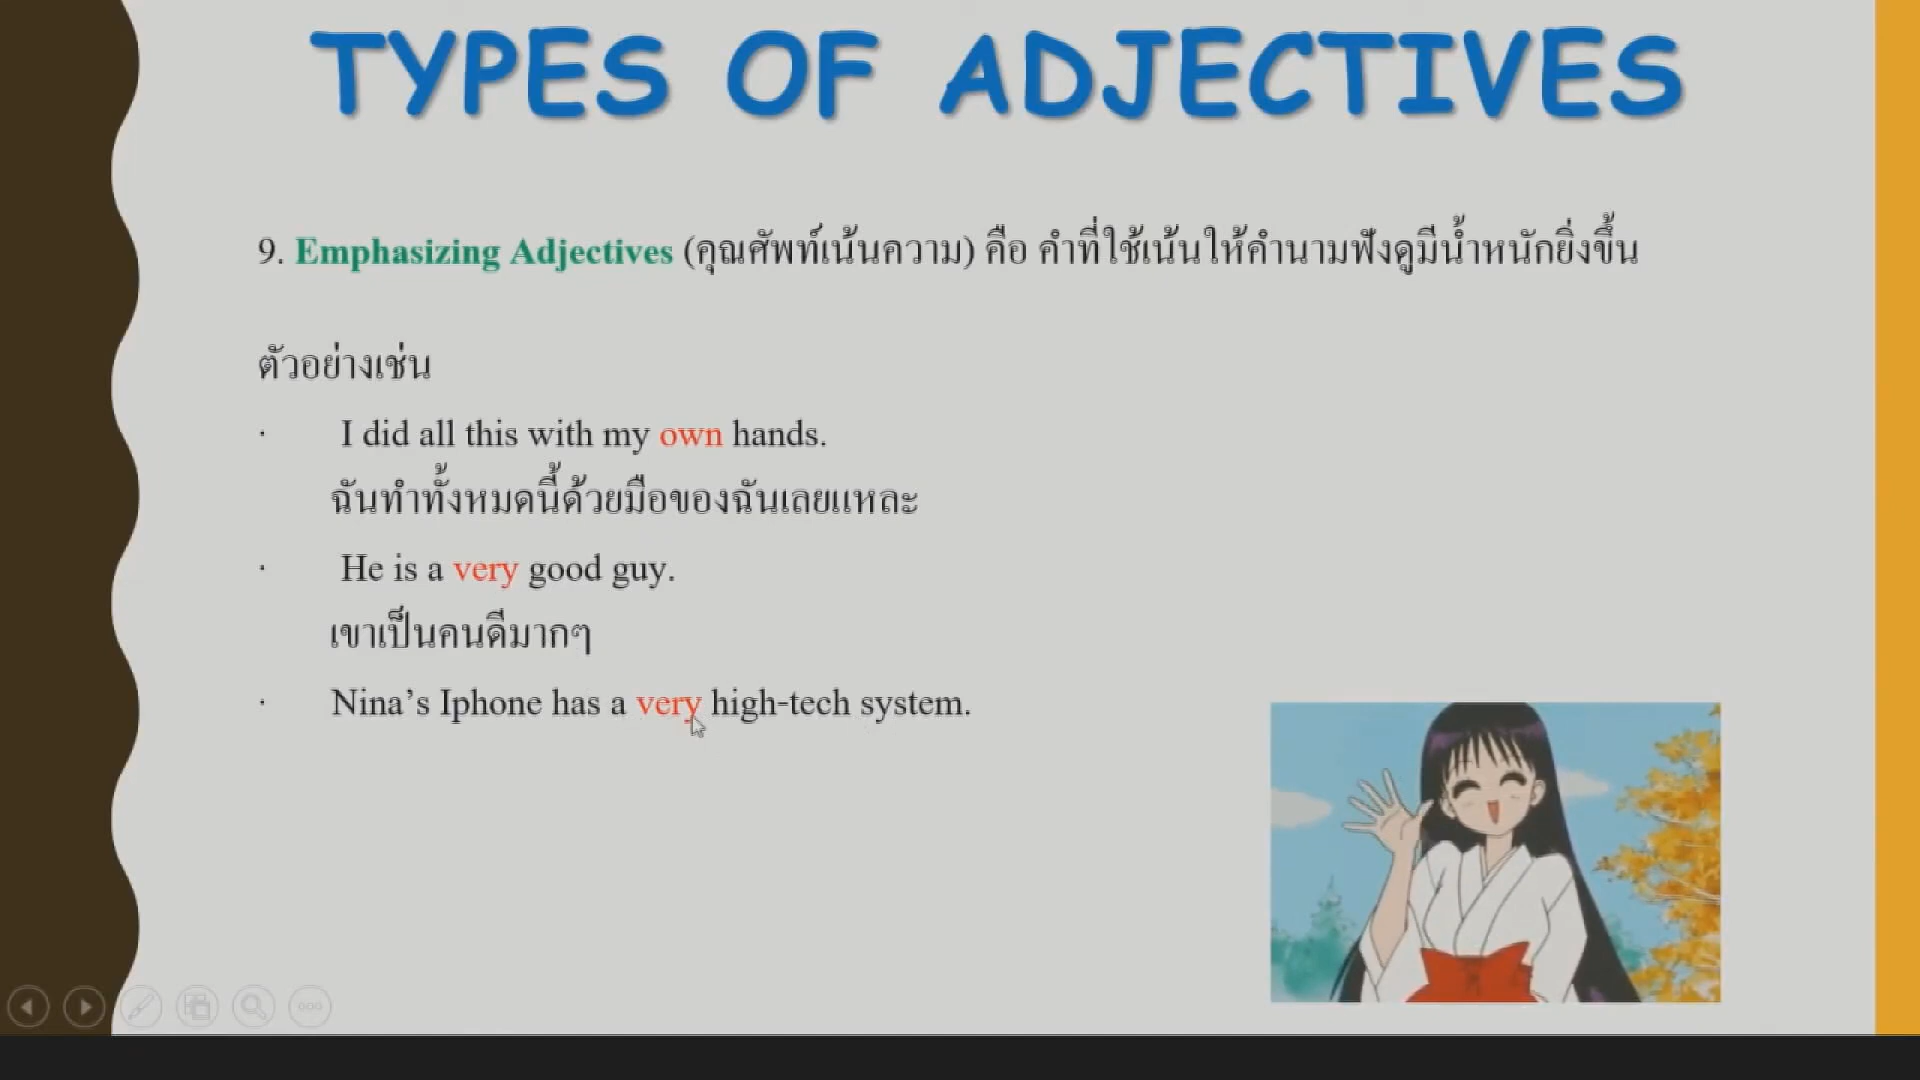 TYPES OF ADJECTIVES
9. Emphasizing Adjectives (คุณศัพท์เน้นความ) คือ คำที่ใช้เน้นให้คำนามฟังดูมีน้ำหนักยิ่งขึ้น
ตัวอย่างเช่น
· I did all this with my own hands.
ฉันทำทั้งหมดนี้ด้วยมือของฉันเลยแหละ
· He is a very good guy.
เขาเป็นคนดีมากๆ
· Nina’s Iphone has a very high-tech system.